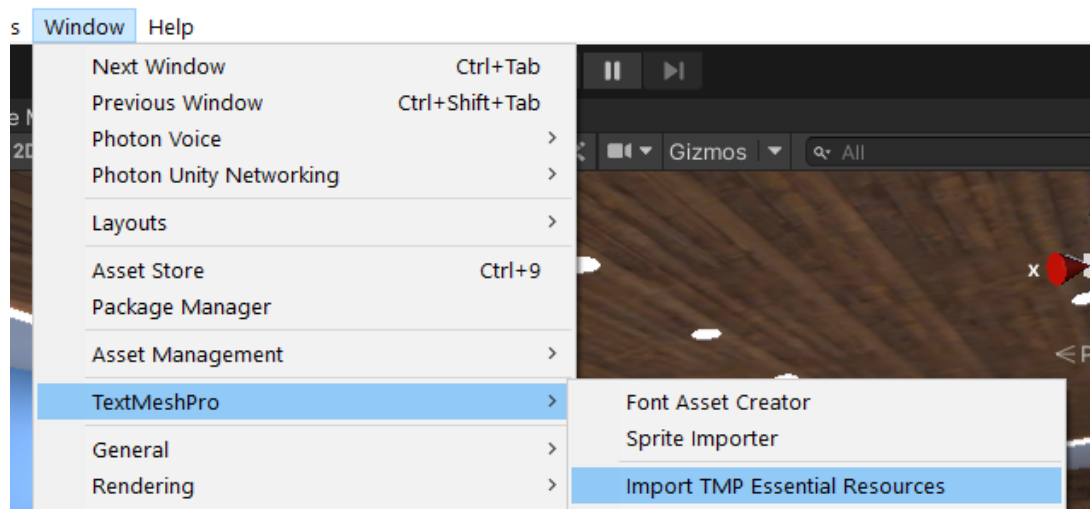 s Window Help
Next Window Ctrl+Tab
Previous Window Ctrl+Shift+Tab
Photon Voice
2D Gizmos All
Photon Unity Networking
Layouts
Asset Store Ctrl+9
x
Package Manager
Asset Management
TextMeshPro
Font Asset Creator
General
Sprite Importer
Rendering
Import TMP Essential Resources